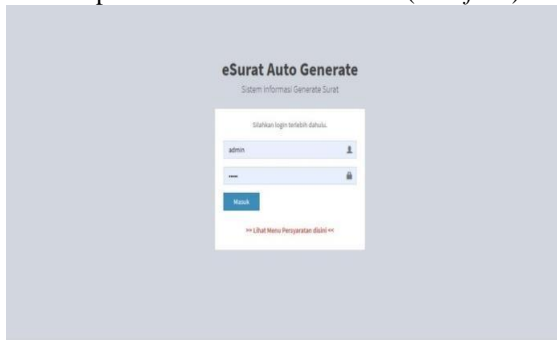 eSurat Auto Generate
Sistem Informasi Generate Surat
Silahkan login terlebih dahulu.
admin
•••••
Masuk
>> Lihat Menu Persyaratan disini <<